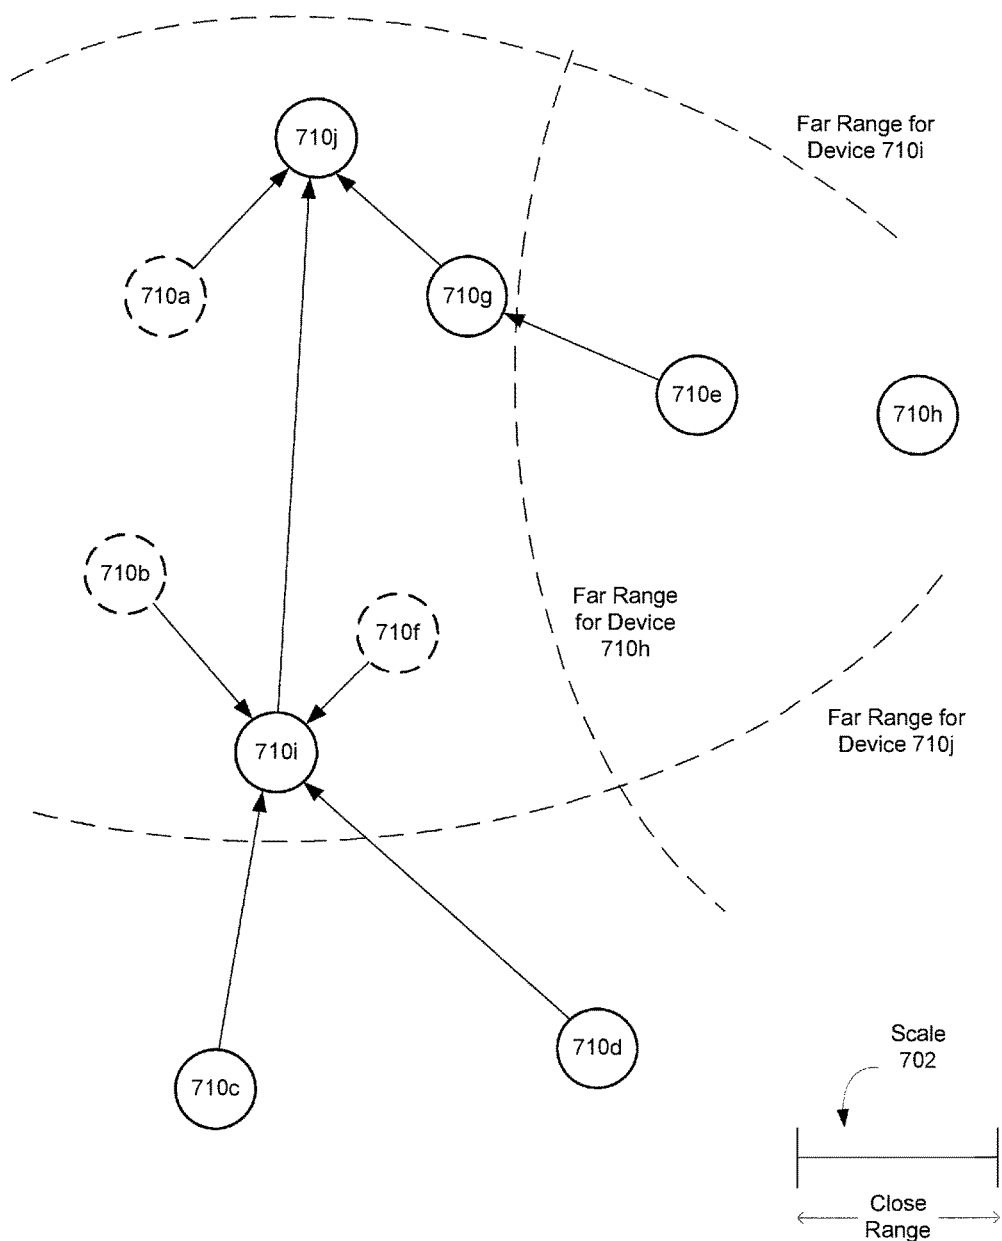 Far Range for
Device 710i
710j
710a
710g
710e
710h
710b
710f
Far Range
for Device
710h
710i
Far Range for
Device 710j
710c
710d
Scale
702
Close
Range